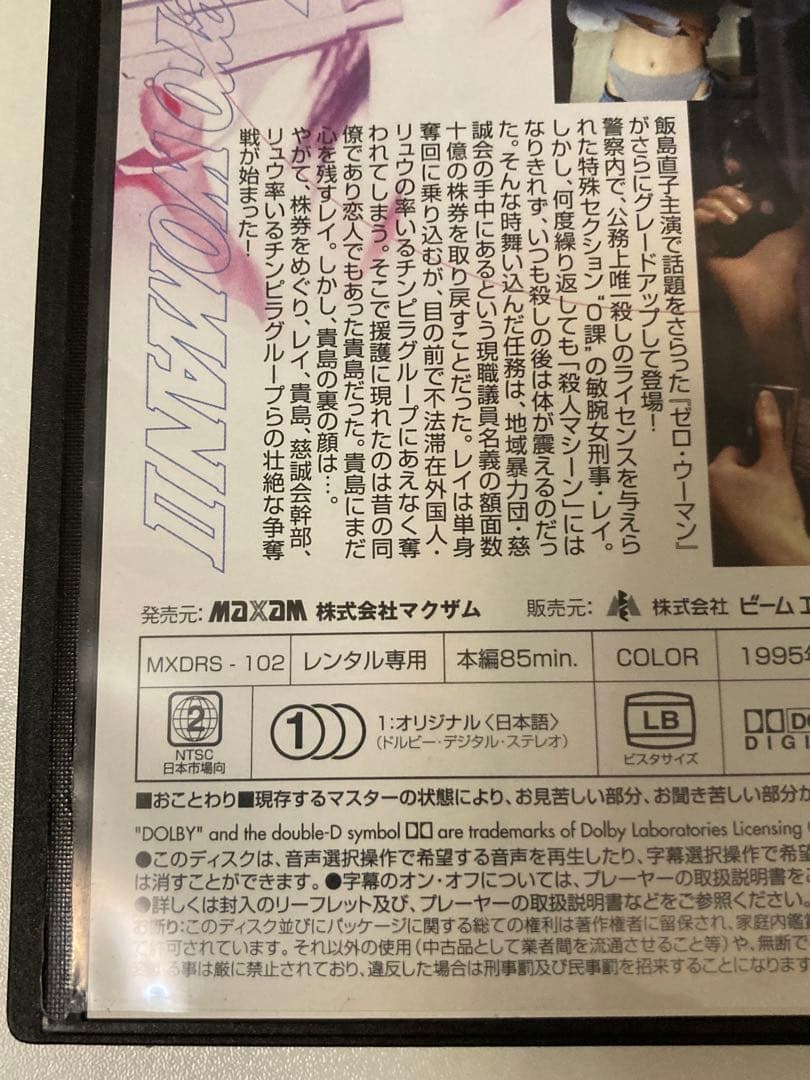 ZERO WOMAN II
飯島直子主演で話題をさらった『ゼロ・ウーマン』
がさらにグレードアップして登場！
警察内で、公務上唯一殺しのライセンスを与えら
れた特殊セクション“0課”の敏腕女刑事・レイ。
しかし、何度繰り返しても「殺人マシーン」には
なりきれず、いつも殺しの後は体が震えるのだっ
た。そんな時舞い込んだ任務は、地域暴力団・慈
誠会の手中にあるという現職議員名義の額面数
十億の株券を取り戻すことだった。レイは単身
奪回に乗り込むが、目の前で不法滞在外国人・
リュウの率いるチンピラグループにあえなく奪
われてしまう。そこで援護に現れたのは昔の同
僚であり恋人でもあった貴島だった。貴島にまだ
心を残すレイ。しかし、貴島の裏の顔は…。
やがて、株券をめぐり、レイ、貴島、慈誠会幹部、
リュウ率いるチンピラグループらの壮絶な争奪
戦が始まった！
発売元: MAXAM 株式会社マクザム 販売元: 株式会社 ビームエ
MXDRS - 102 レンタル専用 本編85min. COLOR 1995年
2 NTSC 日本市場向
1 1:オリジナル〈日本語〉
(ドルビー・デジタル・ステレオ)
LB ビスタサイズ
DIGI
■おことわり■現存するマスターの状態により、お見苦しい部分、お聞き苦しい部分が
"DOLBY" and the double-D symbol are trademarks of Dolby Laboratories Licensing
●このディスクは、音声選択操作で希望する音声を再生したり、字幕選択操作で希望
は消すことができます。●字幕のオン・オフについては、プレーヤーの取扱説明書をご
●詳しくは封入のリーフレット及び、プレーヤーの取扱説明書などをご参照ください。
お断り:このディスク並びにパッケージに関する総ての権利は著作権者に留保され、家庭内鑑賞
て許可されています。それ以外の使用(中古品として業者間を流通させること等)や、無断で
する事は厳に禁止されており、違反した場合は刑事罰及び民事罰を招来することになります